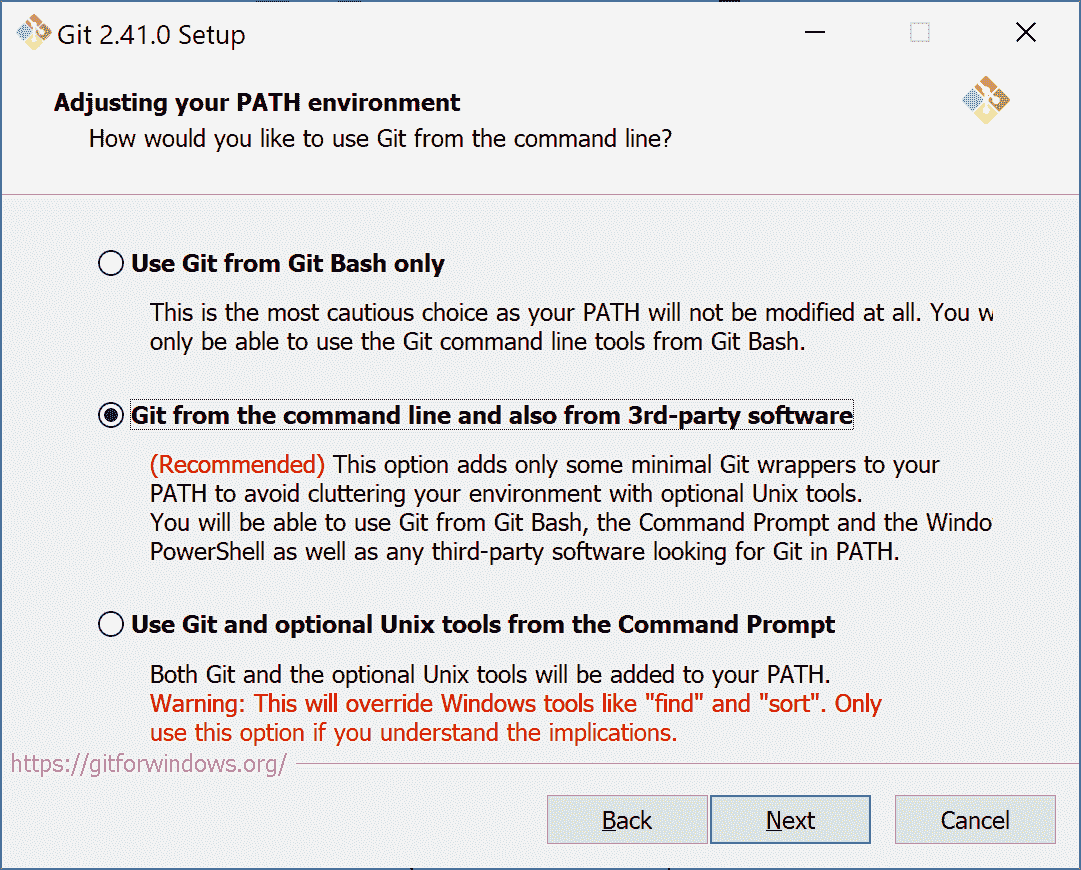 Git 2.41.0 Setup
Adjusting your PATH environment
How would you like to use Git from the command line?
Use Git from Git Bash only
This is the most cautious choice as your PATH will not be modified at all. You w
only be able to use the Git command line tools from Git Bash.
Git from the command line and also from 3rd-party software
(Recommended) This option adds only some minimal Git wrappers to your
PATH to avoid cluttering your environment with optional Unix tools.
You will be able to use Git from Git Bash, the Command Prompt and the Windo
PowerShell as well as any third-party software looking for Git in PATH.
Use Git and optional Unix tools from the Command Prompt
Both Git and the optional Unix tools will be added to your PATH.
Warning: This will override Windows tools like "find" and "sort". Only
use this option if you understand the implications.
https://gitforwindows.org/
Back Next Cancel